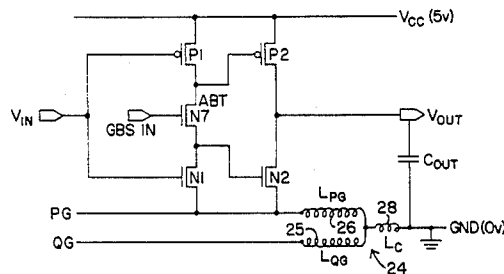 VCC (5v)
P1
P2
ABT
VIN
N7
VOUT
GBS IN
COUT
N1
N2
LPG
28
PG
25
26
GND(0v)
QG
LC
LQG
24